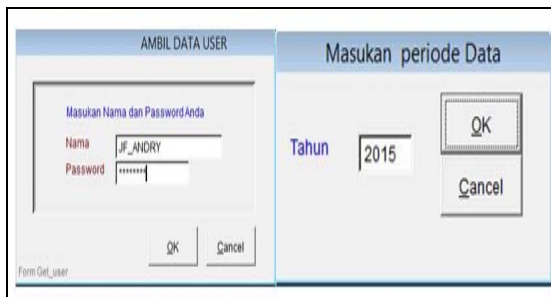 AMBIL DATA USER
Masukan Nama dan Password Anda
Nama JF_ANDRY
Password ********
OK Cancel
Form Get_user
Masukan periode Data
Tahun 2015
OK
Cancel